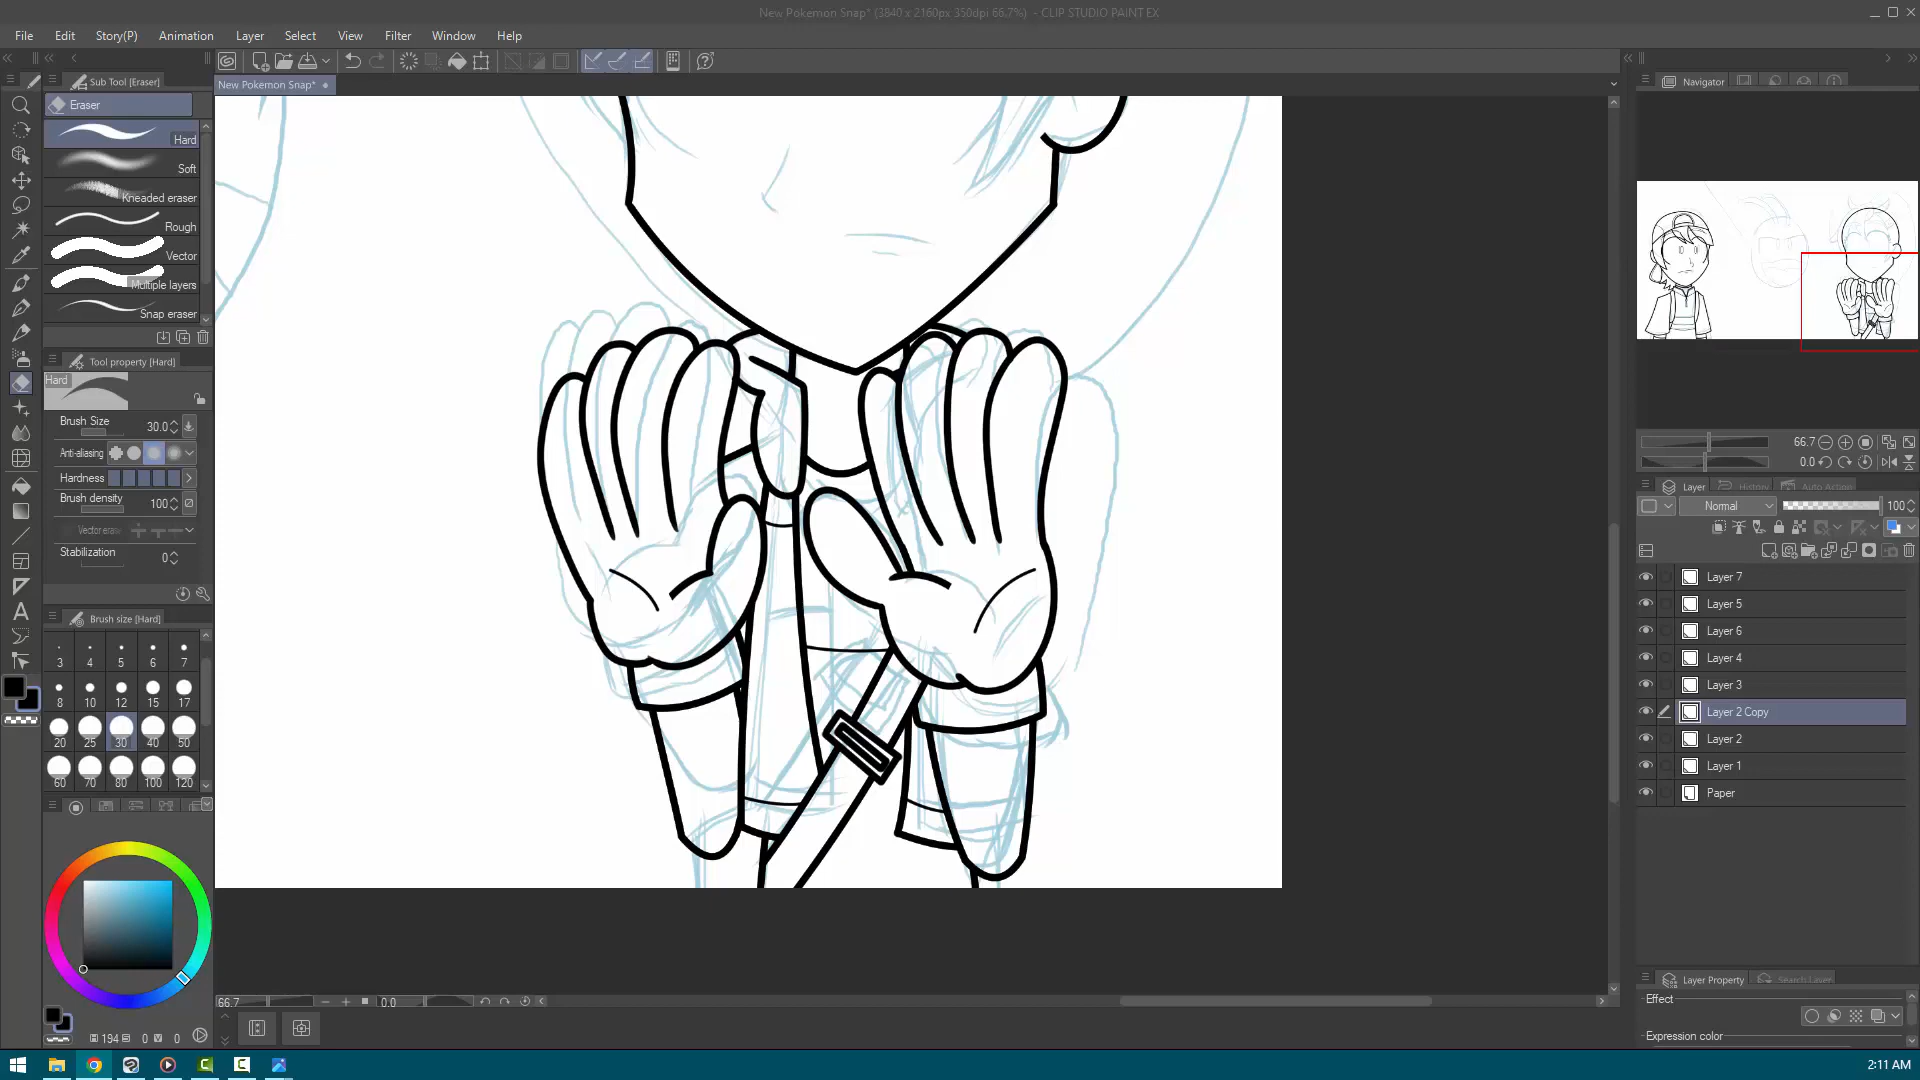 New Pokemon Snap* (3840 x 2160px 350dpi 66.7%) - CLIP STUDIO PAINT EX
File Edit Story(P) Animation Layer Select View Filter Window Help
Sub Tool [Eraser]
New Pokemon Snap*
Navigator
Eraser
Hard
Soft
Kneaded eraser
Rough
Vector
Multiple layers
Snap eraser
Tool property [Hard]
Hard
Brush Size 30.0
Anti-aliasing
Hardness
Brush density 100
Vector eras
Stabilization 0
Brush size [Hard]
3 4 5 6 7
8 10 12 15 17
20 25 30 40 50
60 70 80 100 120
194 0 0
66.7 0.0
66.7
0.0
Layer History Auto Action
Normal 100
Layer 7
Layer 5
Layer 6
Layer 4
Layer 3
Layer 2 Copy
Layer 2
Layer 1
Paper
Layer Property Search Layer
Effect
Expression color
2:11 AM